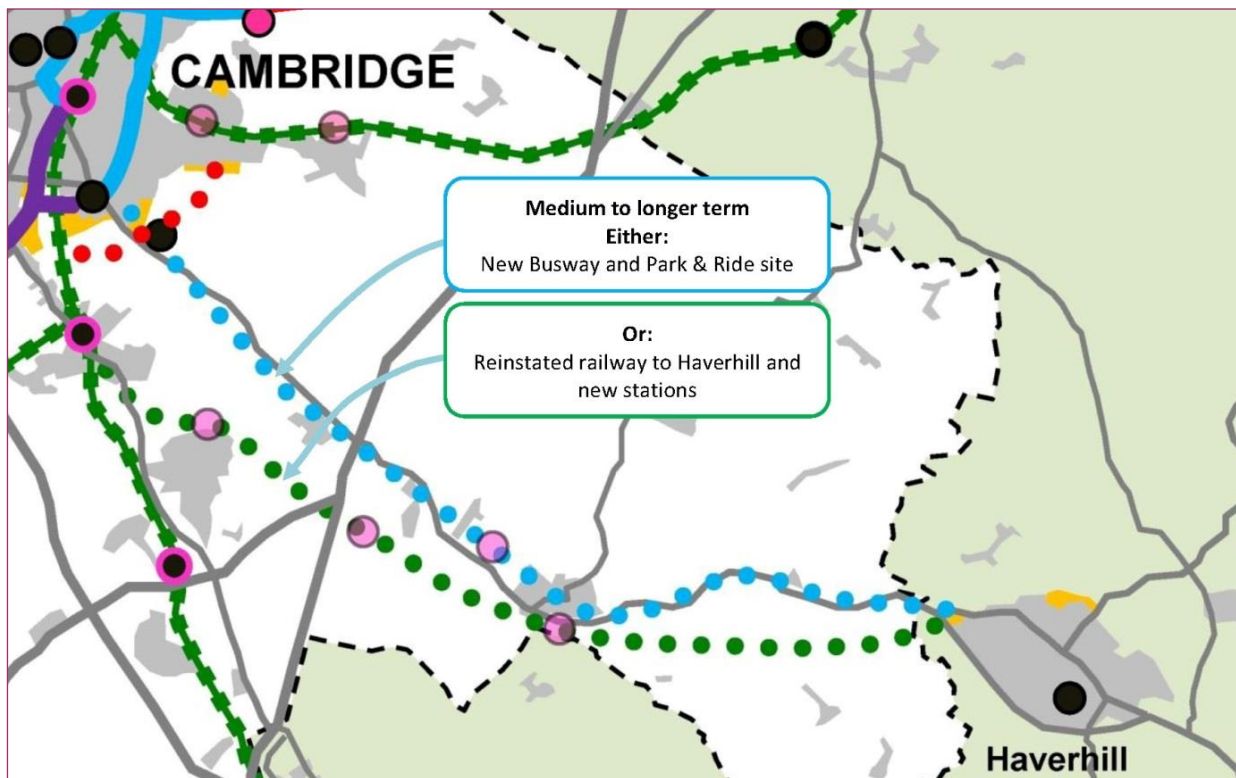 CAMBRIDGE
Medium to longer term
Either:
New Busway and Park & Ride site
Or:
Reinstated railway to Haverhill and
new stations
Haverhill